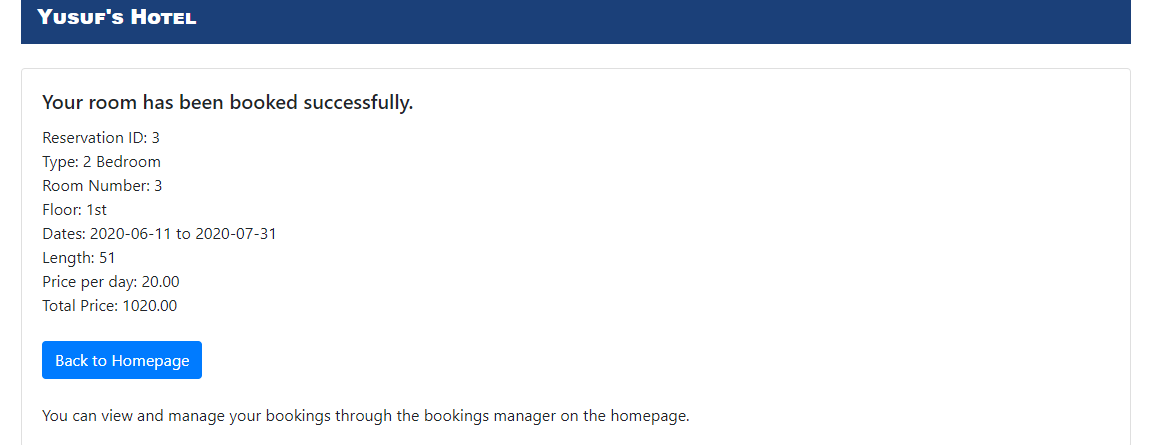 Yusuf's Hotel
Your room has been booked successfully.
Reservation ID: 3
Type: 2 Bedroom
Room Number: 3
Floor: 1st
Dates: 2020-06-11 to 2020-07-31
Length: 51
Price per day: 20.00
Total Price: 1020.00
Back to Homepage
You can view and manage your bookings through the bookings manager on the homepage.